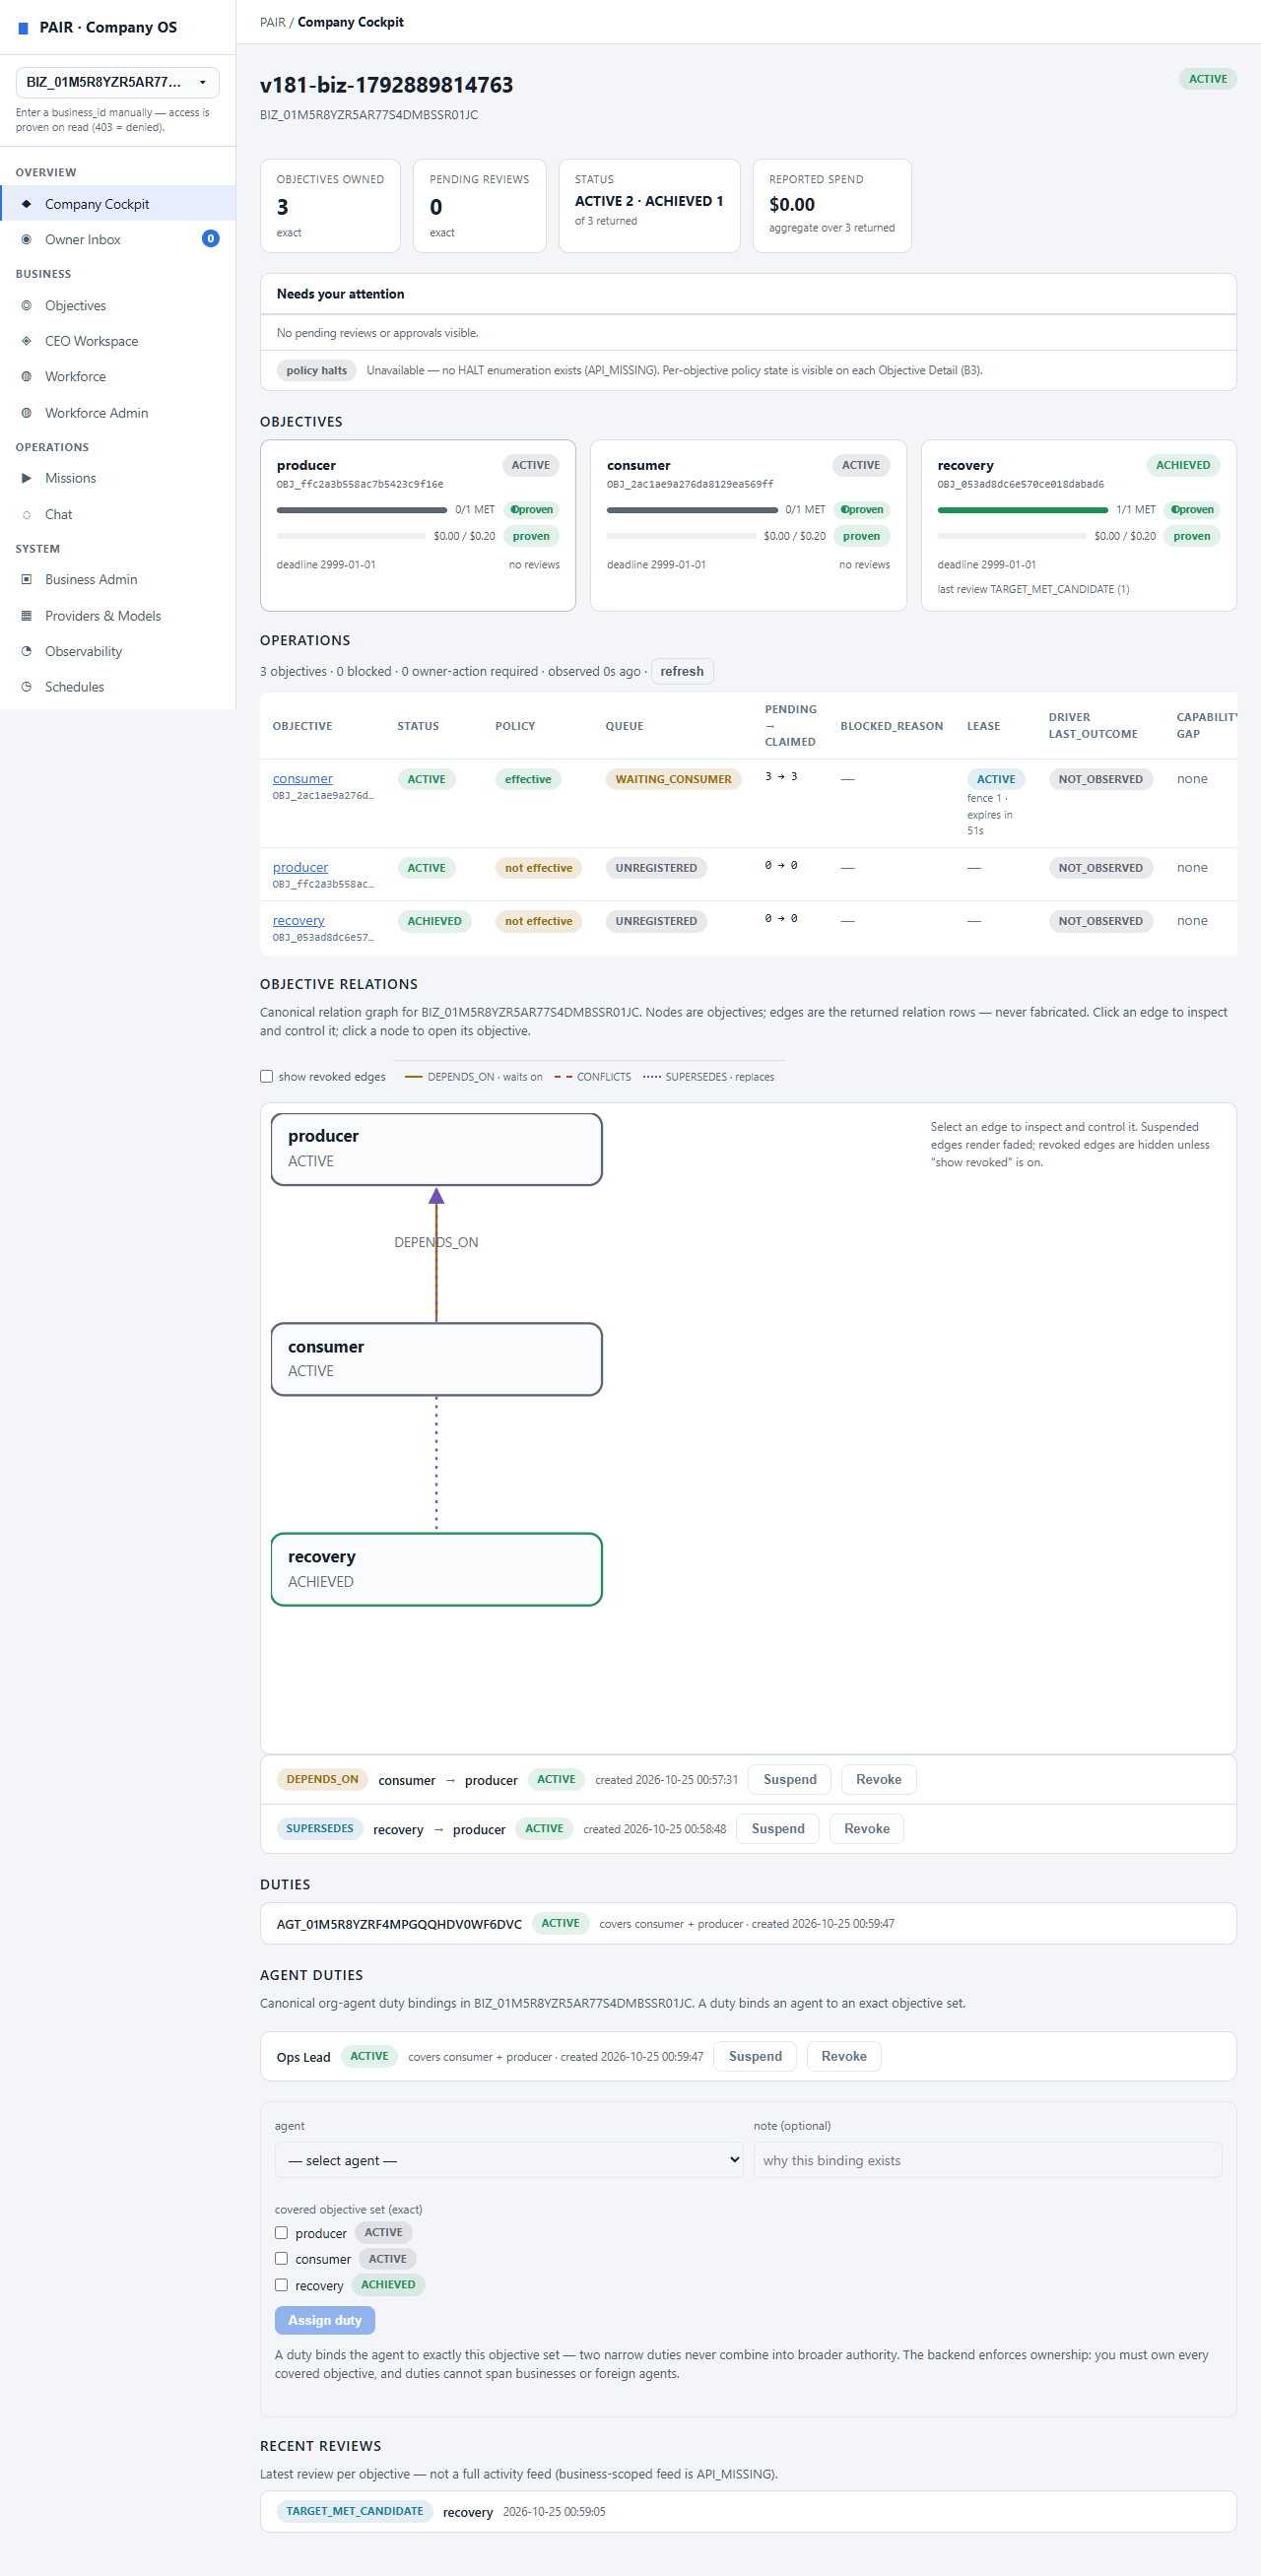 PAIR · Company OS
BIZ_01M5R8YZR5AR77...
Enter a business_id manually — access is
proven on read (403 = denied).
OVERVIEW
Company Cockpit
Owner Inbox 0
BUSINESS
Objectives
CEO Workspace
Workforce
Workforce Admin
OPERATIONS
Missions
Chat
SYSTEM
Business Admin
Providers & Models
Observability
Schedules
PAIR / Company Cockpit
v181-biz-1792889814763 ACTIVE
BIZ_01M5R8YZR5AR77S4DMBSSR01JC
OBJECTIVES OWNED
3
exact
PENDING REVIEWS
0
exact
STATUS
ACTIVE 2 · ACHIEVED 1
of 3 returned
REPORTED SPEND
$0.00
aggregate over 3 returned
Needs your attention
No pending reviews or approvals visible.
policy halts Unavailable — no HALT enumeration exists (API_MISSING). Per-objective policy state is visible on each Objective Detail (B3).
OBJECTIVES
producer ACTIVE
OBJ_ffc2a3b558ac7b5423c9f16e
0/1 MET proven
$0.00 / $0.20 proven
deadline 2999-01-01 no reviews
consumer ACTIVE
OBJ_2ac1ae9a276da8129ea569ff
0/1 MET proven
$0.00 / $0.20 proven
deadline 2999-01-01 no reviews
recovery ACHIEVED
OBJ_053ad8dc6e570ce018dabad6
1/1 MET proven
$0.00 / $0.20 proven
deadline 2999-01-01
last review TARGET_MET_CANDIDATE (1)
OPERATIONS
3 objectives · 0 blocked · 0 owner-action required · observed 0s ago · refresh
OBJECTIVE STATUS POLICY QUEUE PENDING → CLAIMED BLOCKED_REASON LEASE DRIVER LAST_OUTCOME CAPABILITY GAP
consumer ACTIVE effective WAITING_CONSUMER 3 → 3 — ACTIVE NOT_OBSERVED none
OBJ_2ac1ae9a276d… fence 1 ·
expires in
51s
producer ACTIVE not effective UNREGISTERED 0 → 0 — — NOT_OBSERVED none
OBJ_ffc2a3b558ac…
recovery ACHIEVED not effective UNREGISTERED 0 → 0 — — NOT_OBSERVED none
OBJ_053ad8dc6e57…
OBJECTIVE RELATIONS
Canonical relation graph for BIZ_01M5R8YZR5AR77S4DMBSSR01JC. Nodes are objectives; edges are the returned relation rows — never fabricated. Click an edge to inspect
and control it; click a node to open its objective.
show revoked edges DEPENDS_ON · waits on CONFLICTS SUPERSEDES · replaces
producer
ACTIVE
DEPENDS_ON
consumer
ACTIVE
recovery
ACHIEVED
Select an edge to inspect and control it. Suspended
edges render faded; revoked edges are hidden unless
"show revoked" is on.
DEPENDS_ON consumer → producer ACTIVE created 2026-10-25 00:57:31 Suspend Revoke
SUPERSEDES recovery → producer ACTIVE created 2026-10-25 00:58:48 Suspend Revoke
DUTIES
AGT_01M5R8YZRF4MPGQQHDV0WF6DVC ACTIVE covers consumer + producer · created 2026-10-25 00:59:47
AGENT DUTIES
Canonical org-agent duty bindings in BIZ_01M5R8YZR5AR77S4DMBSSR01JC. A duty binds an agent to an exact objective set.
Ops Lead ACTIVE covers consumer + producer · created 2026-10-25 00:59:47 Suspend Revoke
agent
— select agent —
note (optional)
why this binding exists
covered objective set (exact)
producer ACTIVE
consumer ACTIVE
recovery ACHIEVED
Assign duty
A duty binds the agent to exactly this objective set — two narrow duties never combine into broader authority. The backend enforces ownership: you must own every
covered objective, and duties cannot span businesses or foreign agents.
RECENT REVIEWS
Latest review per objective — not a full activity feed (business-scoped feed is API_MISSING).
TARGET_MET_CANDIDATE recovery 2026-10-25 00:59:05